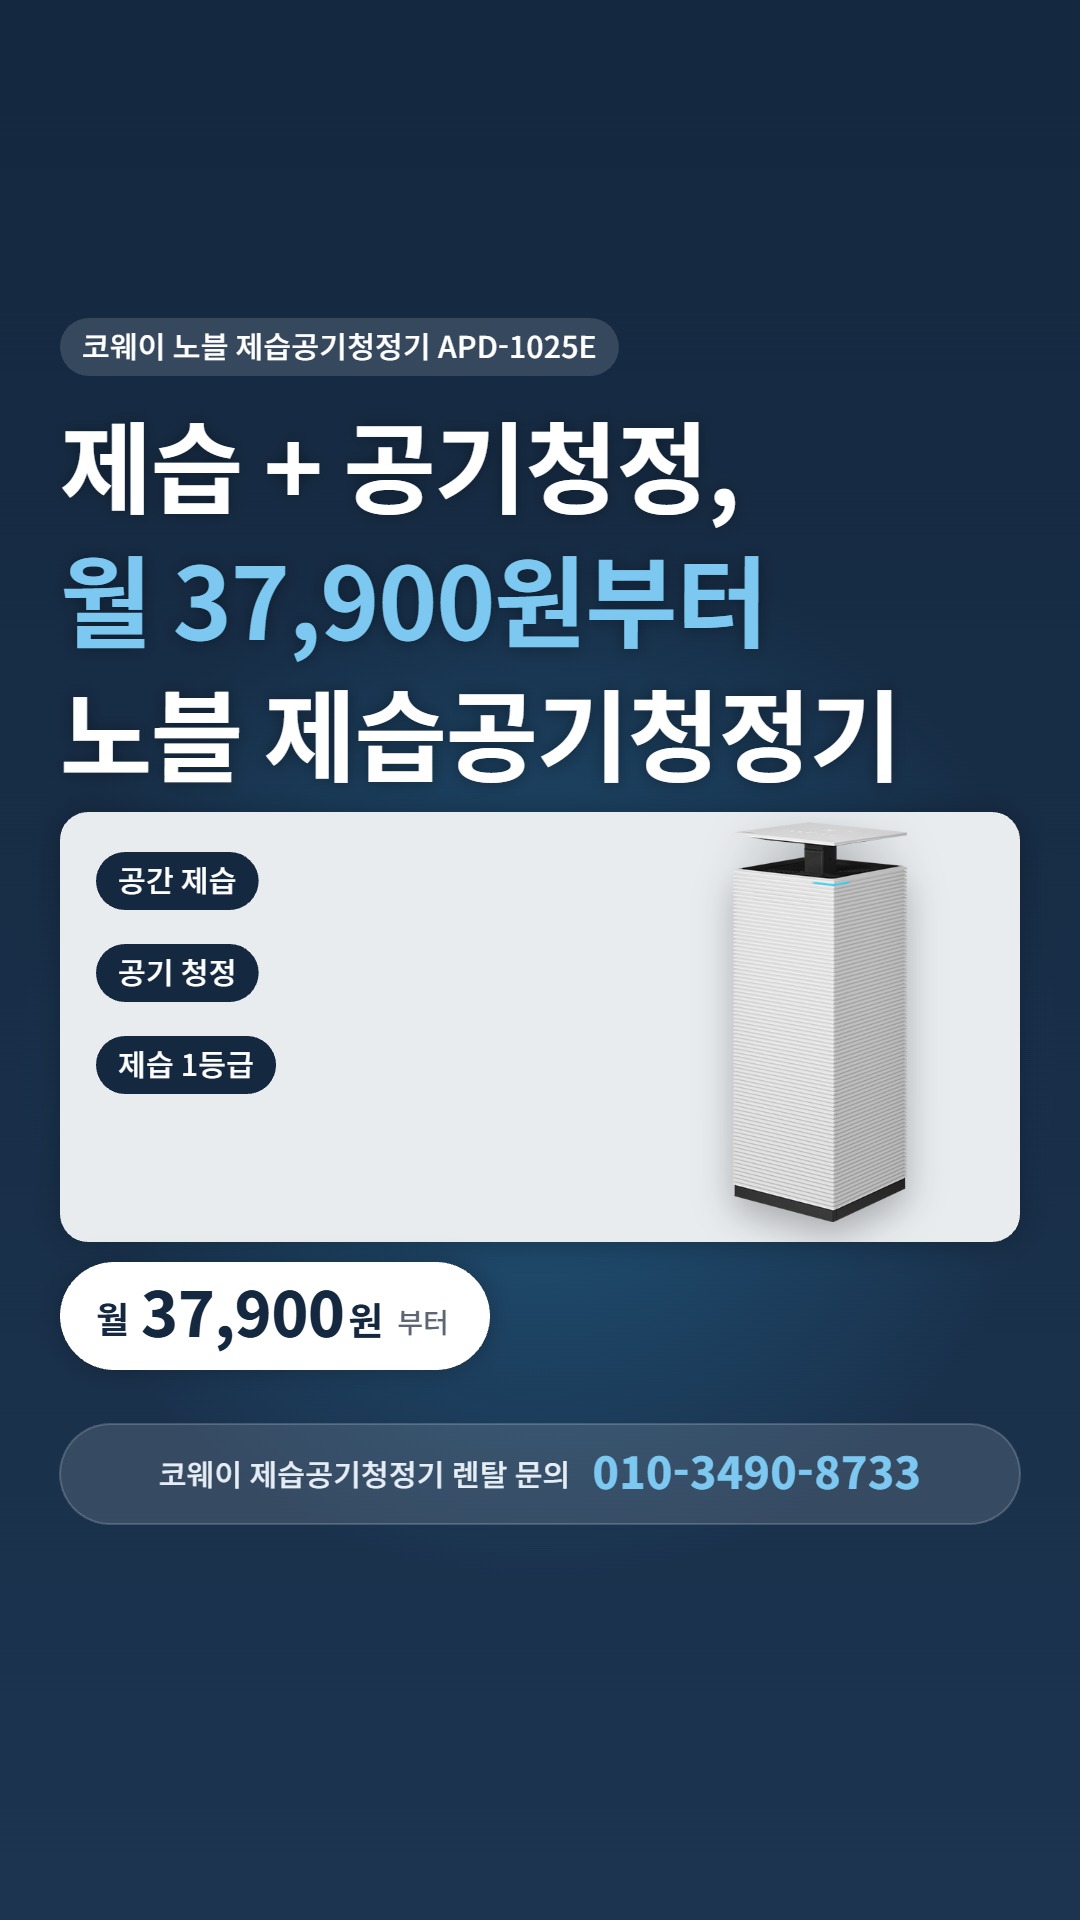 코웨이 노블 제습공기청정기 APD-1025E
제습 + 공기청정,
월 37,900원부터
노블 제습공기청정기
공간 제습
공기 청정
제습 1등급
월 37,900원 부터
코웨이 제습공기청정기 렌탈 문의 010-3490-8733